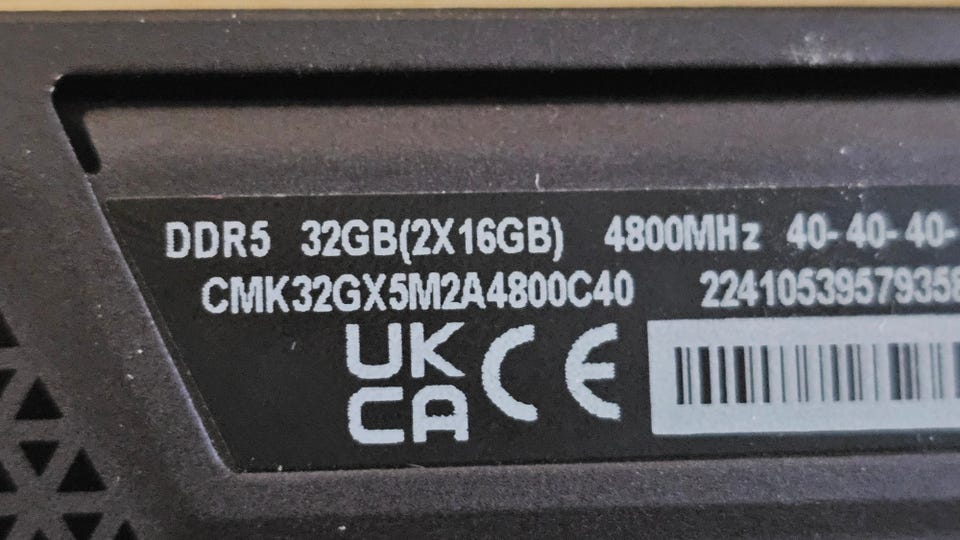 DDR5 32GB(2X16GB) 4800MHz 40-40-40-
CMK32GX5M2A4800C40 22410539579358
UK
CA CE